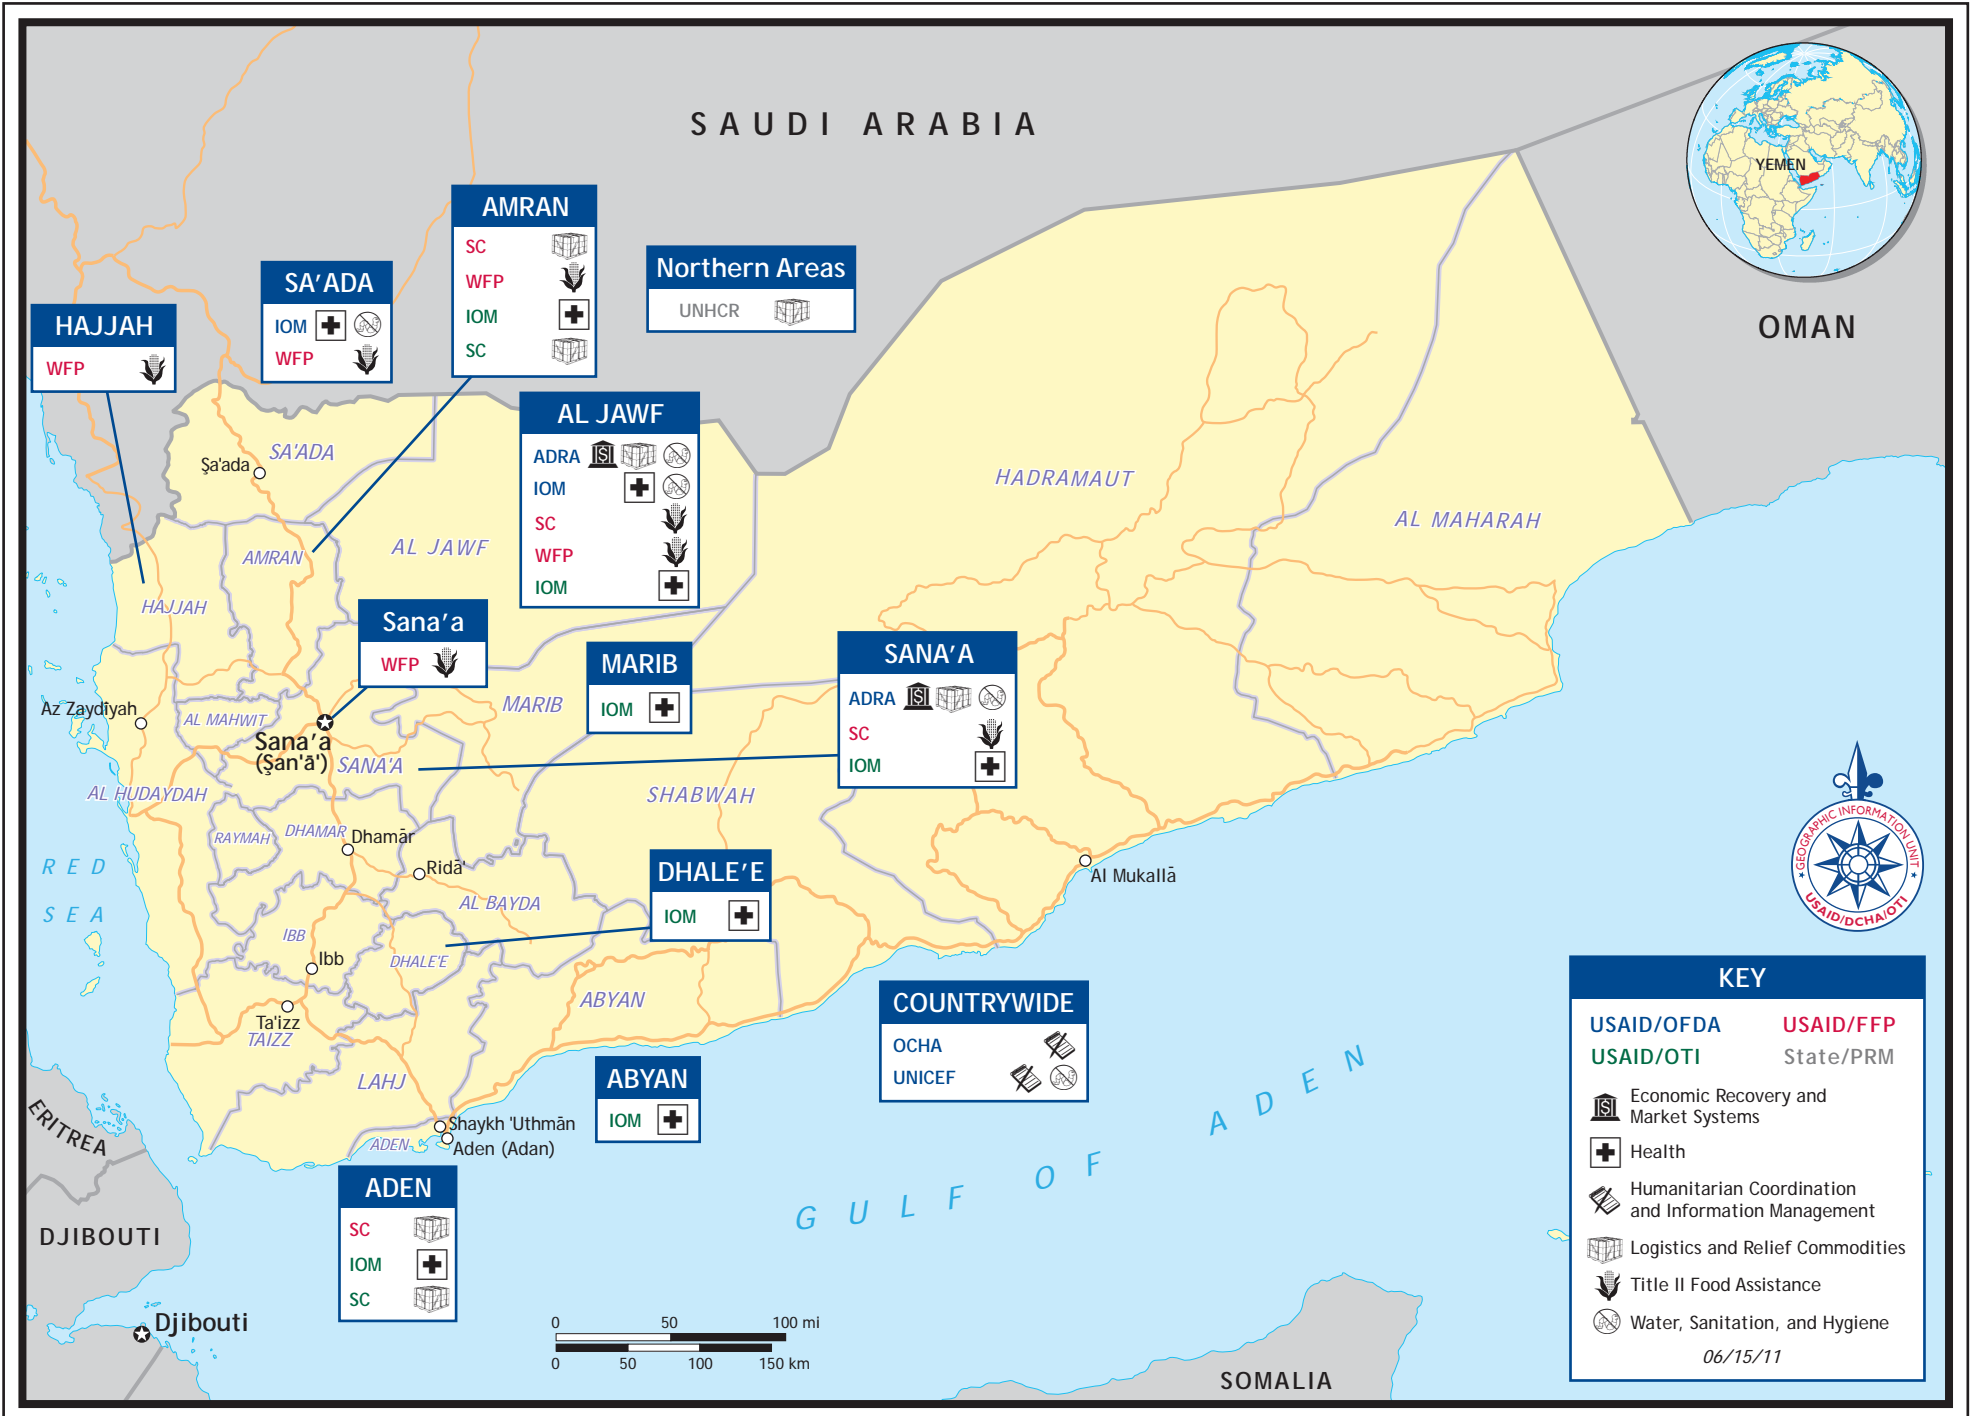 SAUDI ARABIA
YEMEN
OMAN
AMRAN
SC
WFP
IOM
SC
Northern Areas
UNHCR
SA'ADA
IOM
WFP
HAJJAH
WFP
AL JAWF
ADRA
IOM
SC
WFP
IOM
Şa'ada
SA'ADA
HADRAMAUT
AL MAHARAH
AMRAN
AL JAWF
HAJJAH
Sana'a
WFP
MARIB
IOM
SANA'A
ADRA
SC
IOM
Az Zaydīyah
AL MAHWIT
MARIB
Sana'a
(Şan'ā')
SANA'A
AL HUDAYDAH
SHABWAH
RAYMAH
DHAMAR
Dhamār
Ridā'
RED
SEA
DHALE'E
IOM
Al Mukallā
AL BAYDA
IBB
Ibb
DHALE'E
ABYAN
Ta'izz
TAIZZ
LAHJ
COUNTRYWIDE
OCHA
UNICEF
ABYAN
IOM
Shaykh 'Uthmān
Aden (Adan)
ADEN
ADEN
SC
IOM
SC
GULF OF ADEN
ERITREA
DJIBOUTI
Djibouti
SOMALIA
0 50 100 mi
0 50 100 150 km
GEOGRAPHIC INFORMATION UNIT
USAID/DCHA/OTI
KEY
USAID/OFDA USAID/FFP
USAID/OTI State/PRM
Economic Recovery and
Market Systems
Health
Humanitarian Coordination
and Information Management
Logistics and Relief Commodities
Title II Food Assistance
Water, Sanitation, and Hygiene
06/15/11